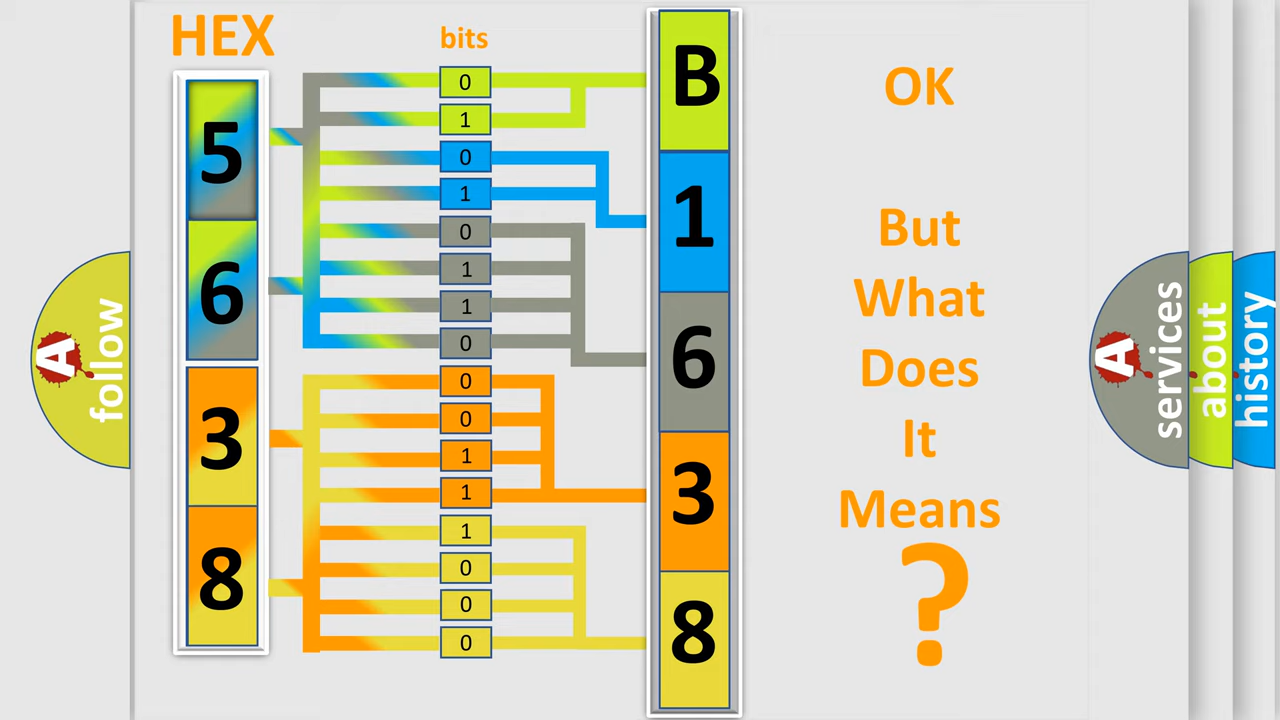 HEX
bits
5
6
3
8
0
1
0
1
0
1
1
0
0
0
1
1
1
0
0
0
B
1
6
3
8
OK
But
What
Does
It
Means
?
A
follow
A
services
about
history